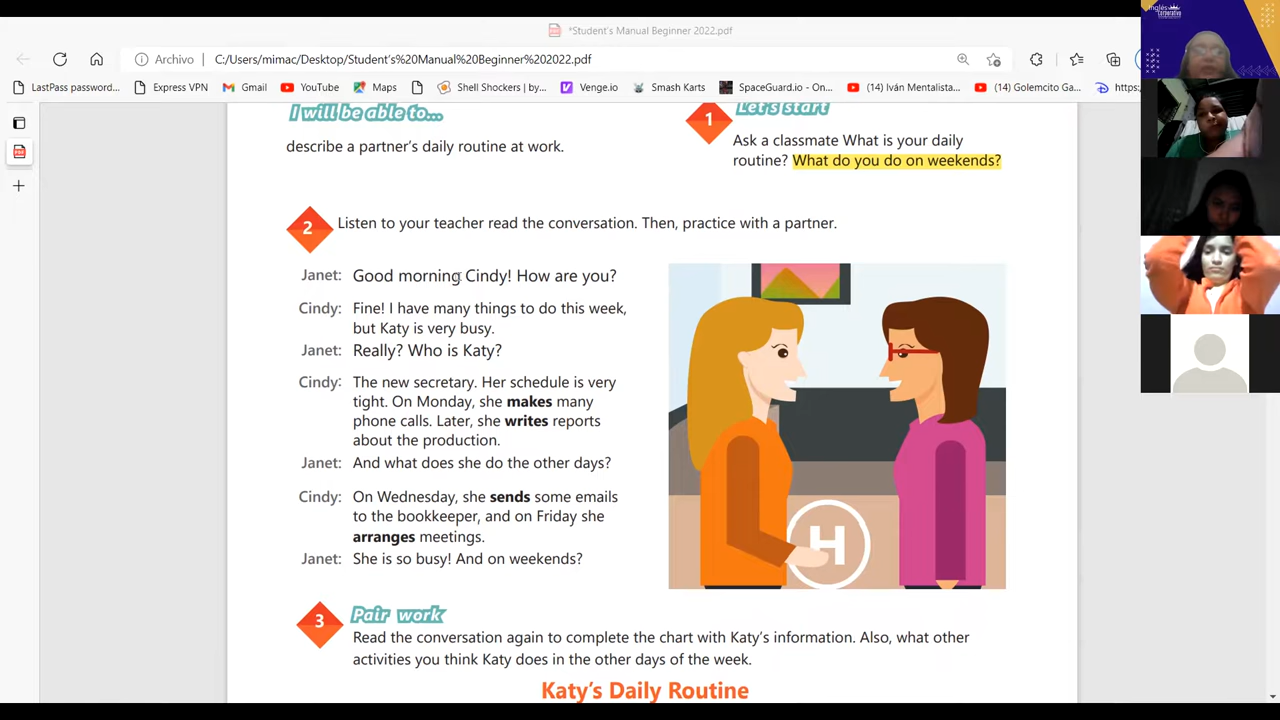 *Student's Manual Beginner 2022.pdf
Archivo
C:/Users/mimac/Desktop/Student's%20Manual%20Beginner%202022.pdf
LastPass password...
Express VPN
Gmail
YouTube
Maps
Shell Shockers | by...
Venge.io
Smash Karts
SpaceGuard.io - On...
(14) Iván Mentalista...
(14) Golemcito Ga...
https:
I will be able to...
describe a partner's daily routine at work.
1
Let's start
Ask a classmate What is your daily
routine? What do you do on weekends?
2
Listen to your teacher read the conversation. Then, practice with a partner.
Janet: Good morning Cindy! How are you?
Cindy: Fine! I have many things to do this week,
but Katy is very busy.
Janet: Really? Who is Katy?
Cindy: The new secretary. Her schedule is very
tight. On Monday, she makes many
phone calls. Later, she writes reports
about the production.
Janet: And what does she do the other days?
Cindy: On Wednesday, she sends some emails
to the bookkeeper, and on Friday she
arranges meetings.
Janet: She is so busy! And on weekends?
H
3
Pair work
Read the conversation again to complete the chart with Katy's information. Also, what other
activities you think Katy does in the other days of the week.
Katy's Daily Routine
Inglés
corporativo